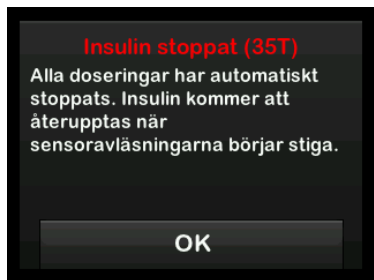 Insulin stoppat (35T)
Alla doseringar har automatiskt
stoppats. Insulin kommer att
återupptas när
sensoravläsningarna börjar stiga.
OK